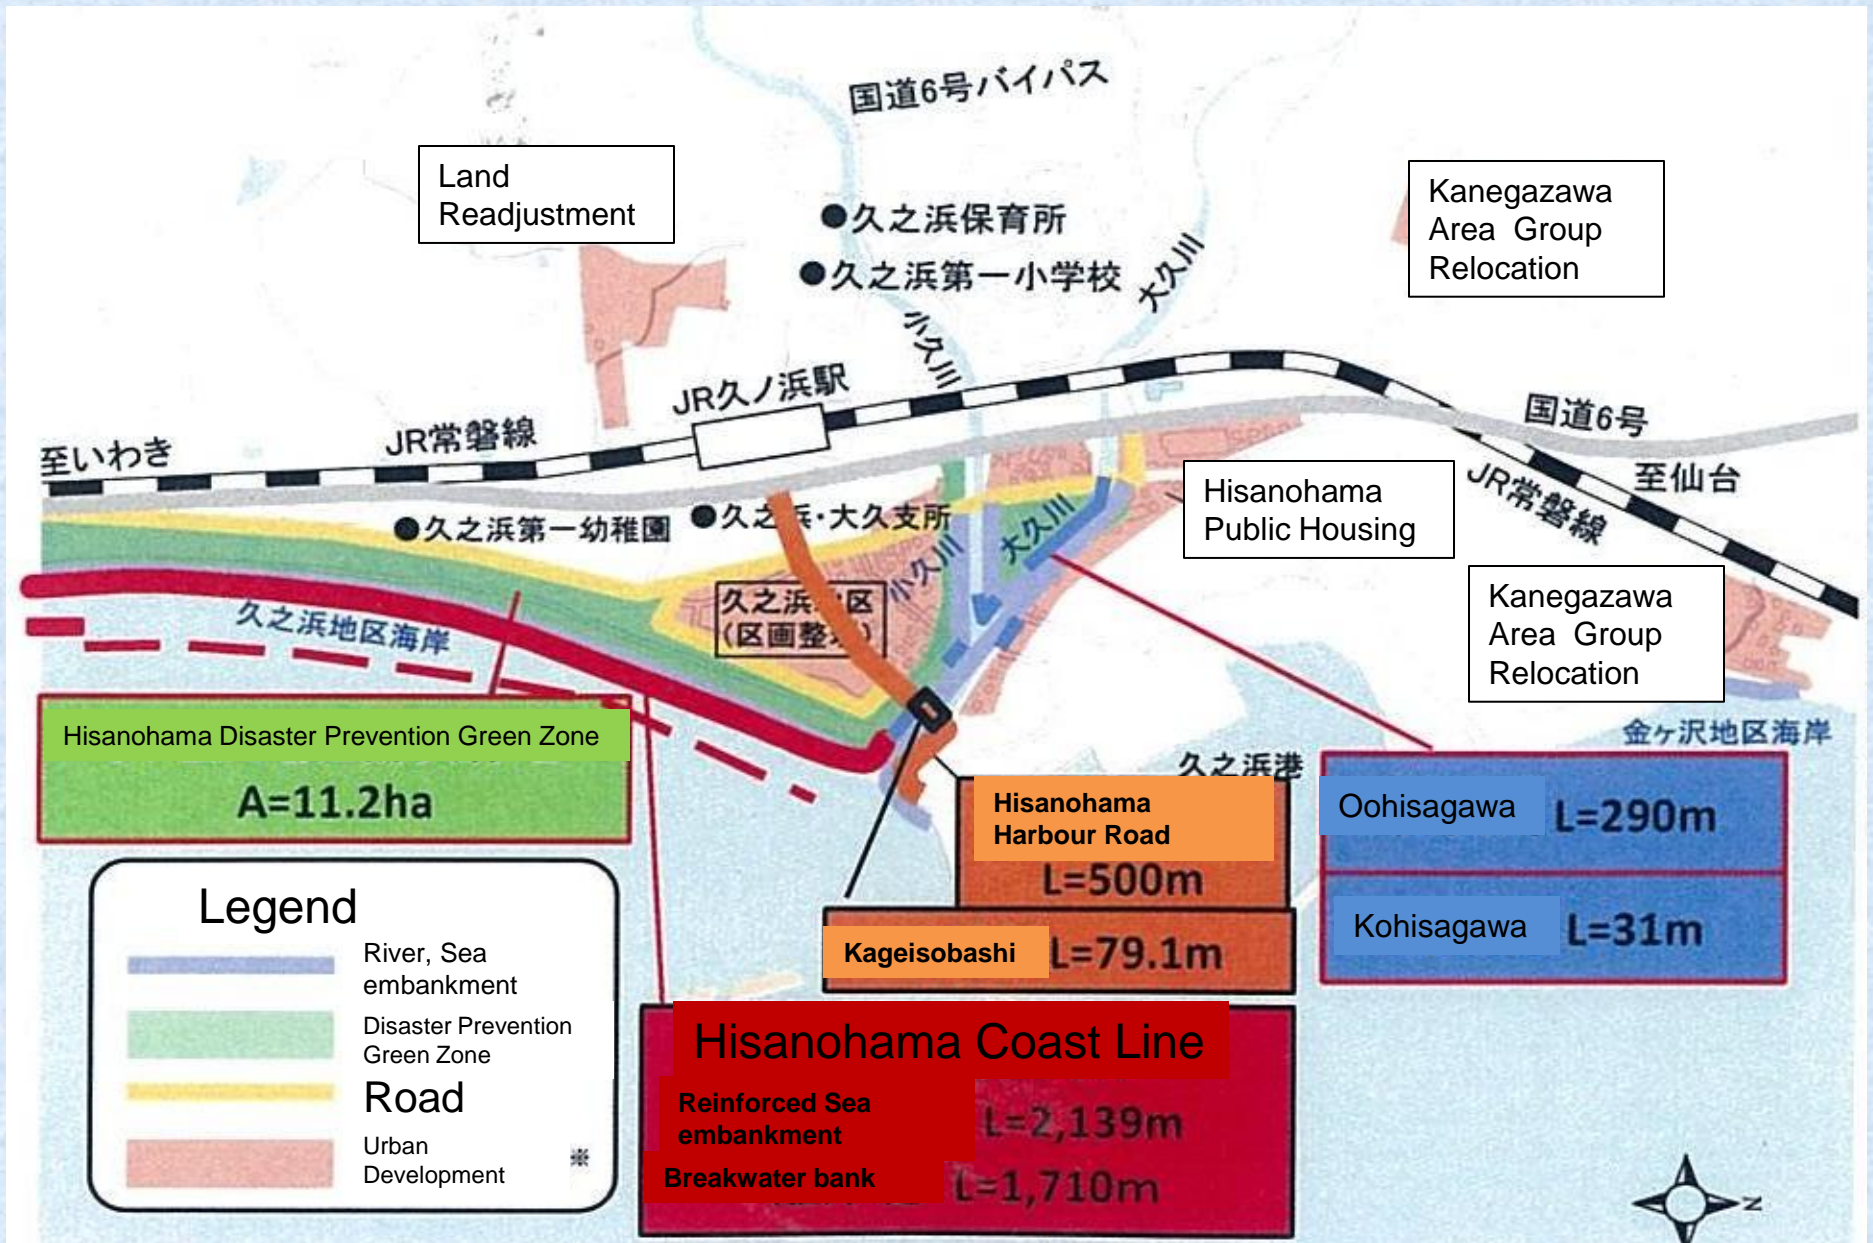 国道6号バイパス
Land
Readjustment
Kanegazawa
Area Group
Relocation
●久之浜保育所
●久之浜第一小学校
大久川
小久川
JR久ノ浜駅
国道6号
至いわき
JR常磐線
至仙台
JR常磐線
Hisanohama
Public Housing
●久之浜第一幼稚園
●久之浜・大久支所
大久川
小久川
久之浜地区海岸
Kanegazawa
Area Group
Relocation
金ヶ沢地区海岸
久之浜港
Hisanohama Disaster Prevention Green Zone
A=11.2ha
Hisanohama
Harbour Road
L=500m
Kageisobashi
L=79.1m
Oohisagawa L=290m
Kohisagawa L=31m
Legend
River, Sea
embankment
Disaster Prevention
Green Zone
Road
Urban
Development
※
Hisanohama Coast Line
Reinforced Sea
embankment
L=2,139m
Breakwater bank L=1,710m
N